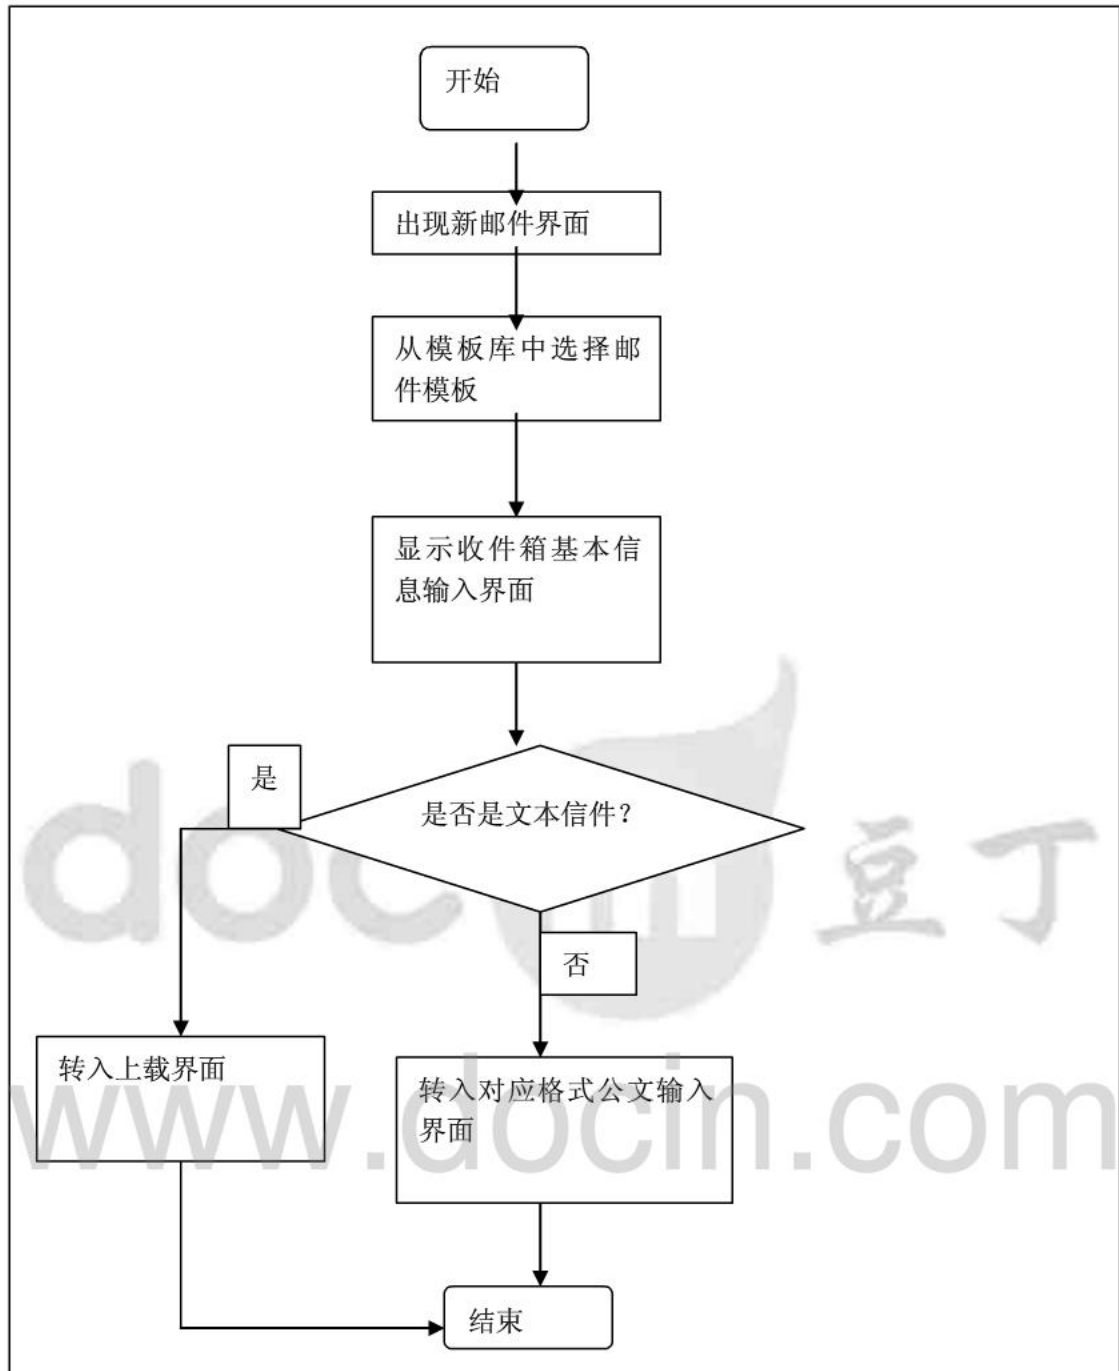 开始
出现新邮件界面
从模板库中选择邮
件模板
显示收件箱基本信
息输入界面
是
是否是文本信件？
docin 豆丁
否
转入上载界面
转入对应格式公文输入
界面
www.docin.com
结束